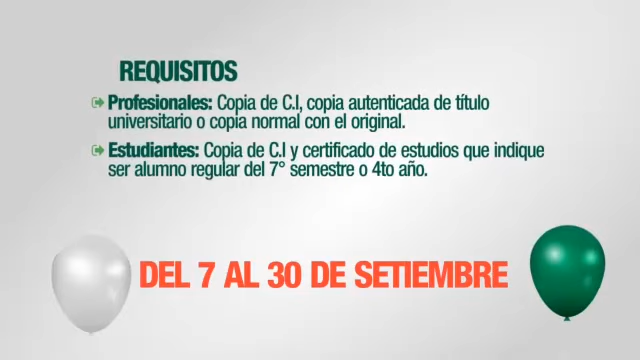 REQUISITOS
Profesionales: Copia de C.I, copia autenticada de título
universitario o copia normal con el original.
Estudiantes: Copia de C.I y certificado de estudios que indique
ser alumno regular del 7° semestre o 4to año.
DEL 7 AL 30 DE SETIEMBRE